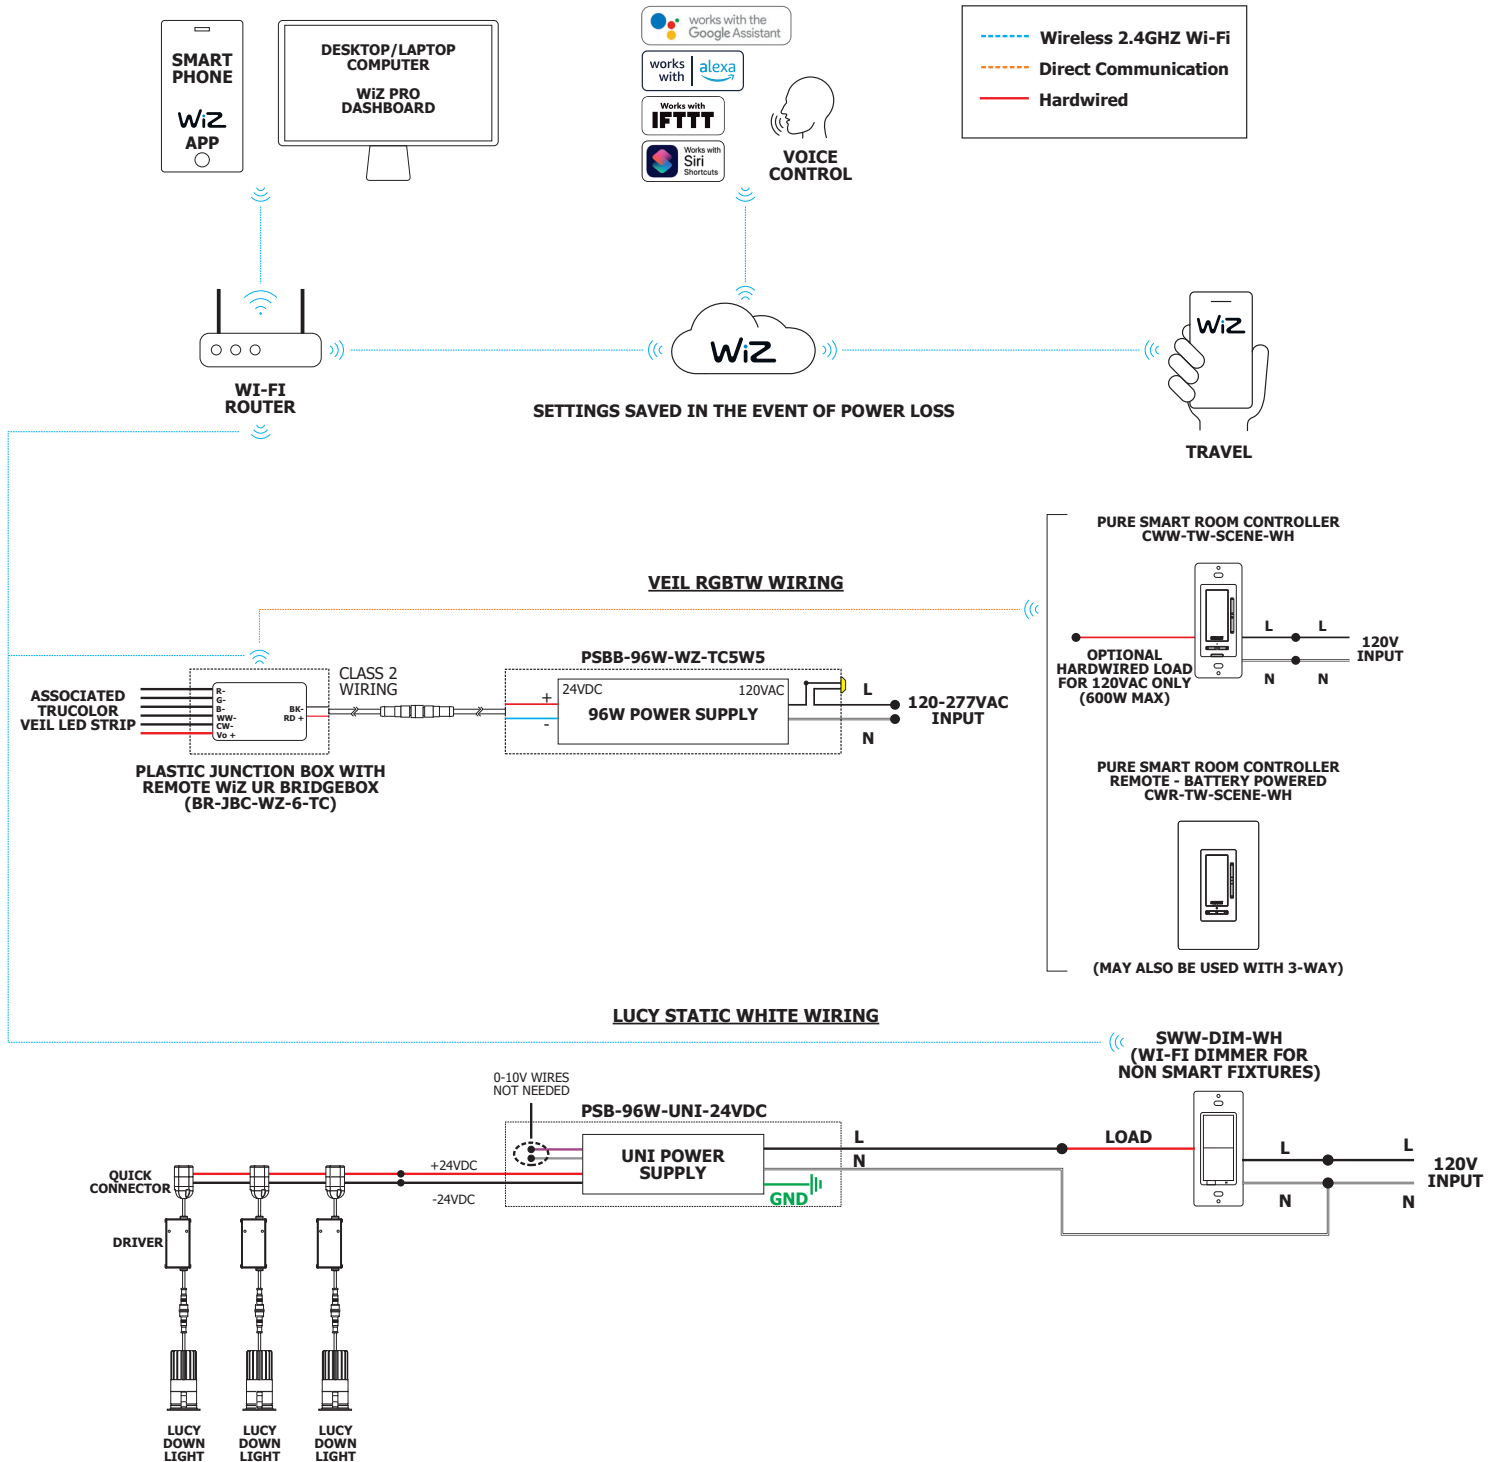 SMART
PHONE
WiZ
APP
DESKTOP/LAPTOP
COMPUTER
WiZ PRO
DASHBOARD
works with the
Google Assistant
works
with
alexa
Works with
IFTTT
Works with
Siri
Shortcuts
VOICE
CONTROL
Wireless 2.4GHZ Wi-Fi
Direct Communication
Hardwired
WI-FI
ROUTER
WiZ
SETTINGS SAVED IN THE EVENT OF POWER LOSS
WiZ
TRAVEL
VEIL RGBTW WIRING
PURE SMART ROOM CONTROLLER
CWW-TW-SCENE-WH
L
L
120V
INPUT
N
N
OPTIONAL
HARDWIRED LOAD
FOR 120VAC ONLY
(600W MAX)
ASSOCIATED
TRUCOLOR
VEIL LED STRIP
R-
G-
B-
WW-
CW-
Vo +
BK-
RD +
CLASS 2
WIRING
PLASTIC JUNCTION BOX WITH
REMOTE WiZ UR BRIDGEBOX
(BR-JBC-WZ-6-TC)
PSBB-96W-WZ-TC5W5
+
-
24VDC
120VAC
96W POWER SUPPLY
L
N
120-277VAC
INPUT
PURE SMART ROOM CONTROLLER
REMOTE - BATTERY POWERED
CWR-TW-SCENE-WH
(MAY ALSO BE USED WITH 3-WAY)
LUCY STATIC WHITE WIRING
SWW-DIM-WH
(WI-FI DIMMER FOR
NON SMART FIXTURES)
0-10V WIRES
NOT NEEDED
PSB-96W-UNI-24VDC
UNI POWER
SUPPLY
L
N
GND
LOAD
L
L
N
N
120V
INPUT
QUICK
CONNECTOR
+24VDC
-24VDC
DRIVER
LUCY
DOWN
LIGHT
LUCY
DOWN
LIGHT
LUCY
DOWN
LIGHT